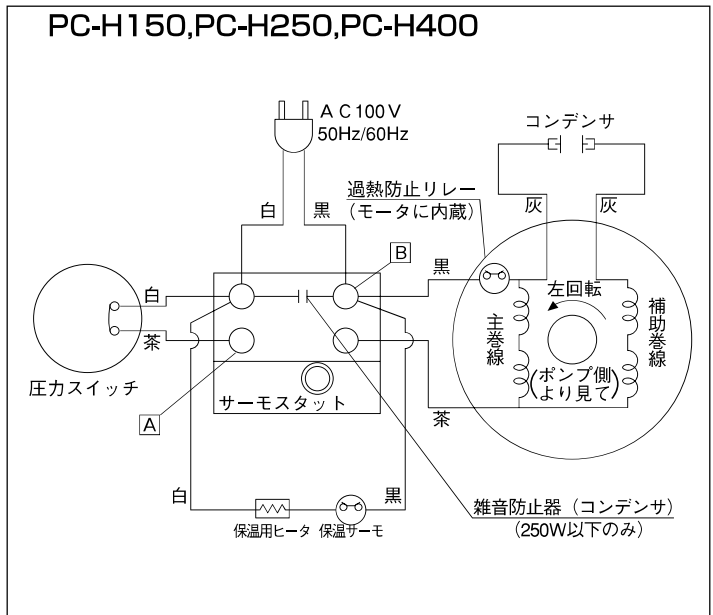 PC-H150,PC-H250,PC-H400
AC100V
50Hz/60Hz
コンデンサ
過熱防止リレー
(モータに内蔵)
白
黒
灰
灰
B
黒
白
茶
左回転
主巻線
補助巻線
(ポンプ側
より見て)
圧力スイッチ
サーモスタット
A
茶
白
黒
保温用ヒータ
保温サーモ
雑音防止器(コンデンサ)
(250W以下のみ)